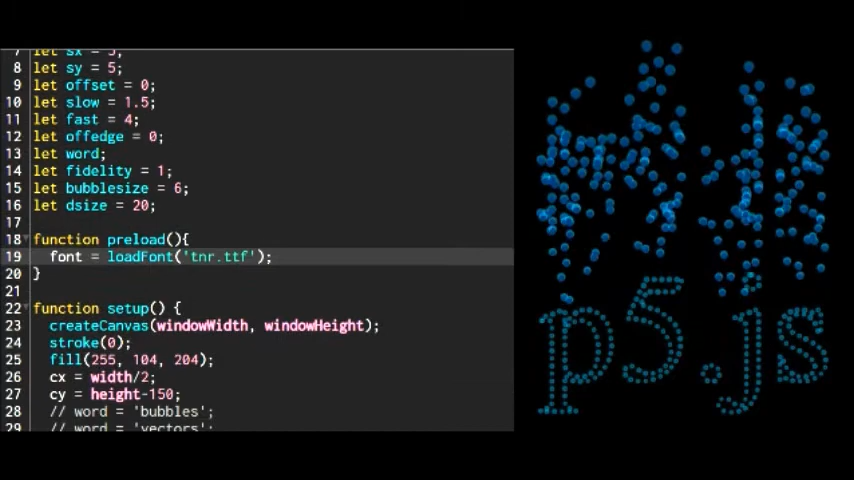 7 let sx = 5;
8 let sy = 5;
9 let offset = 0;
10 let slow = 1.5;
11 let fast = 4;
12 let offedge = 0;
13 let word;
14 let fidelity = 1;
15 let bubblesize = 6;
16 let dsize = 20;
17
18 function preload(){
19 font = loadFont('tnr.ttf');
20 }
21
22 function setup() {
23 createCanvas(windowWidth, windowHeight);
24 stroke(0);
25 fill(255, 104, 204);
26 cx = width/2;
27 cy = height-150;
28 // word = 'bubbles';
29 // word = 'vectors';
p5.js